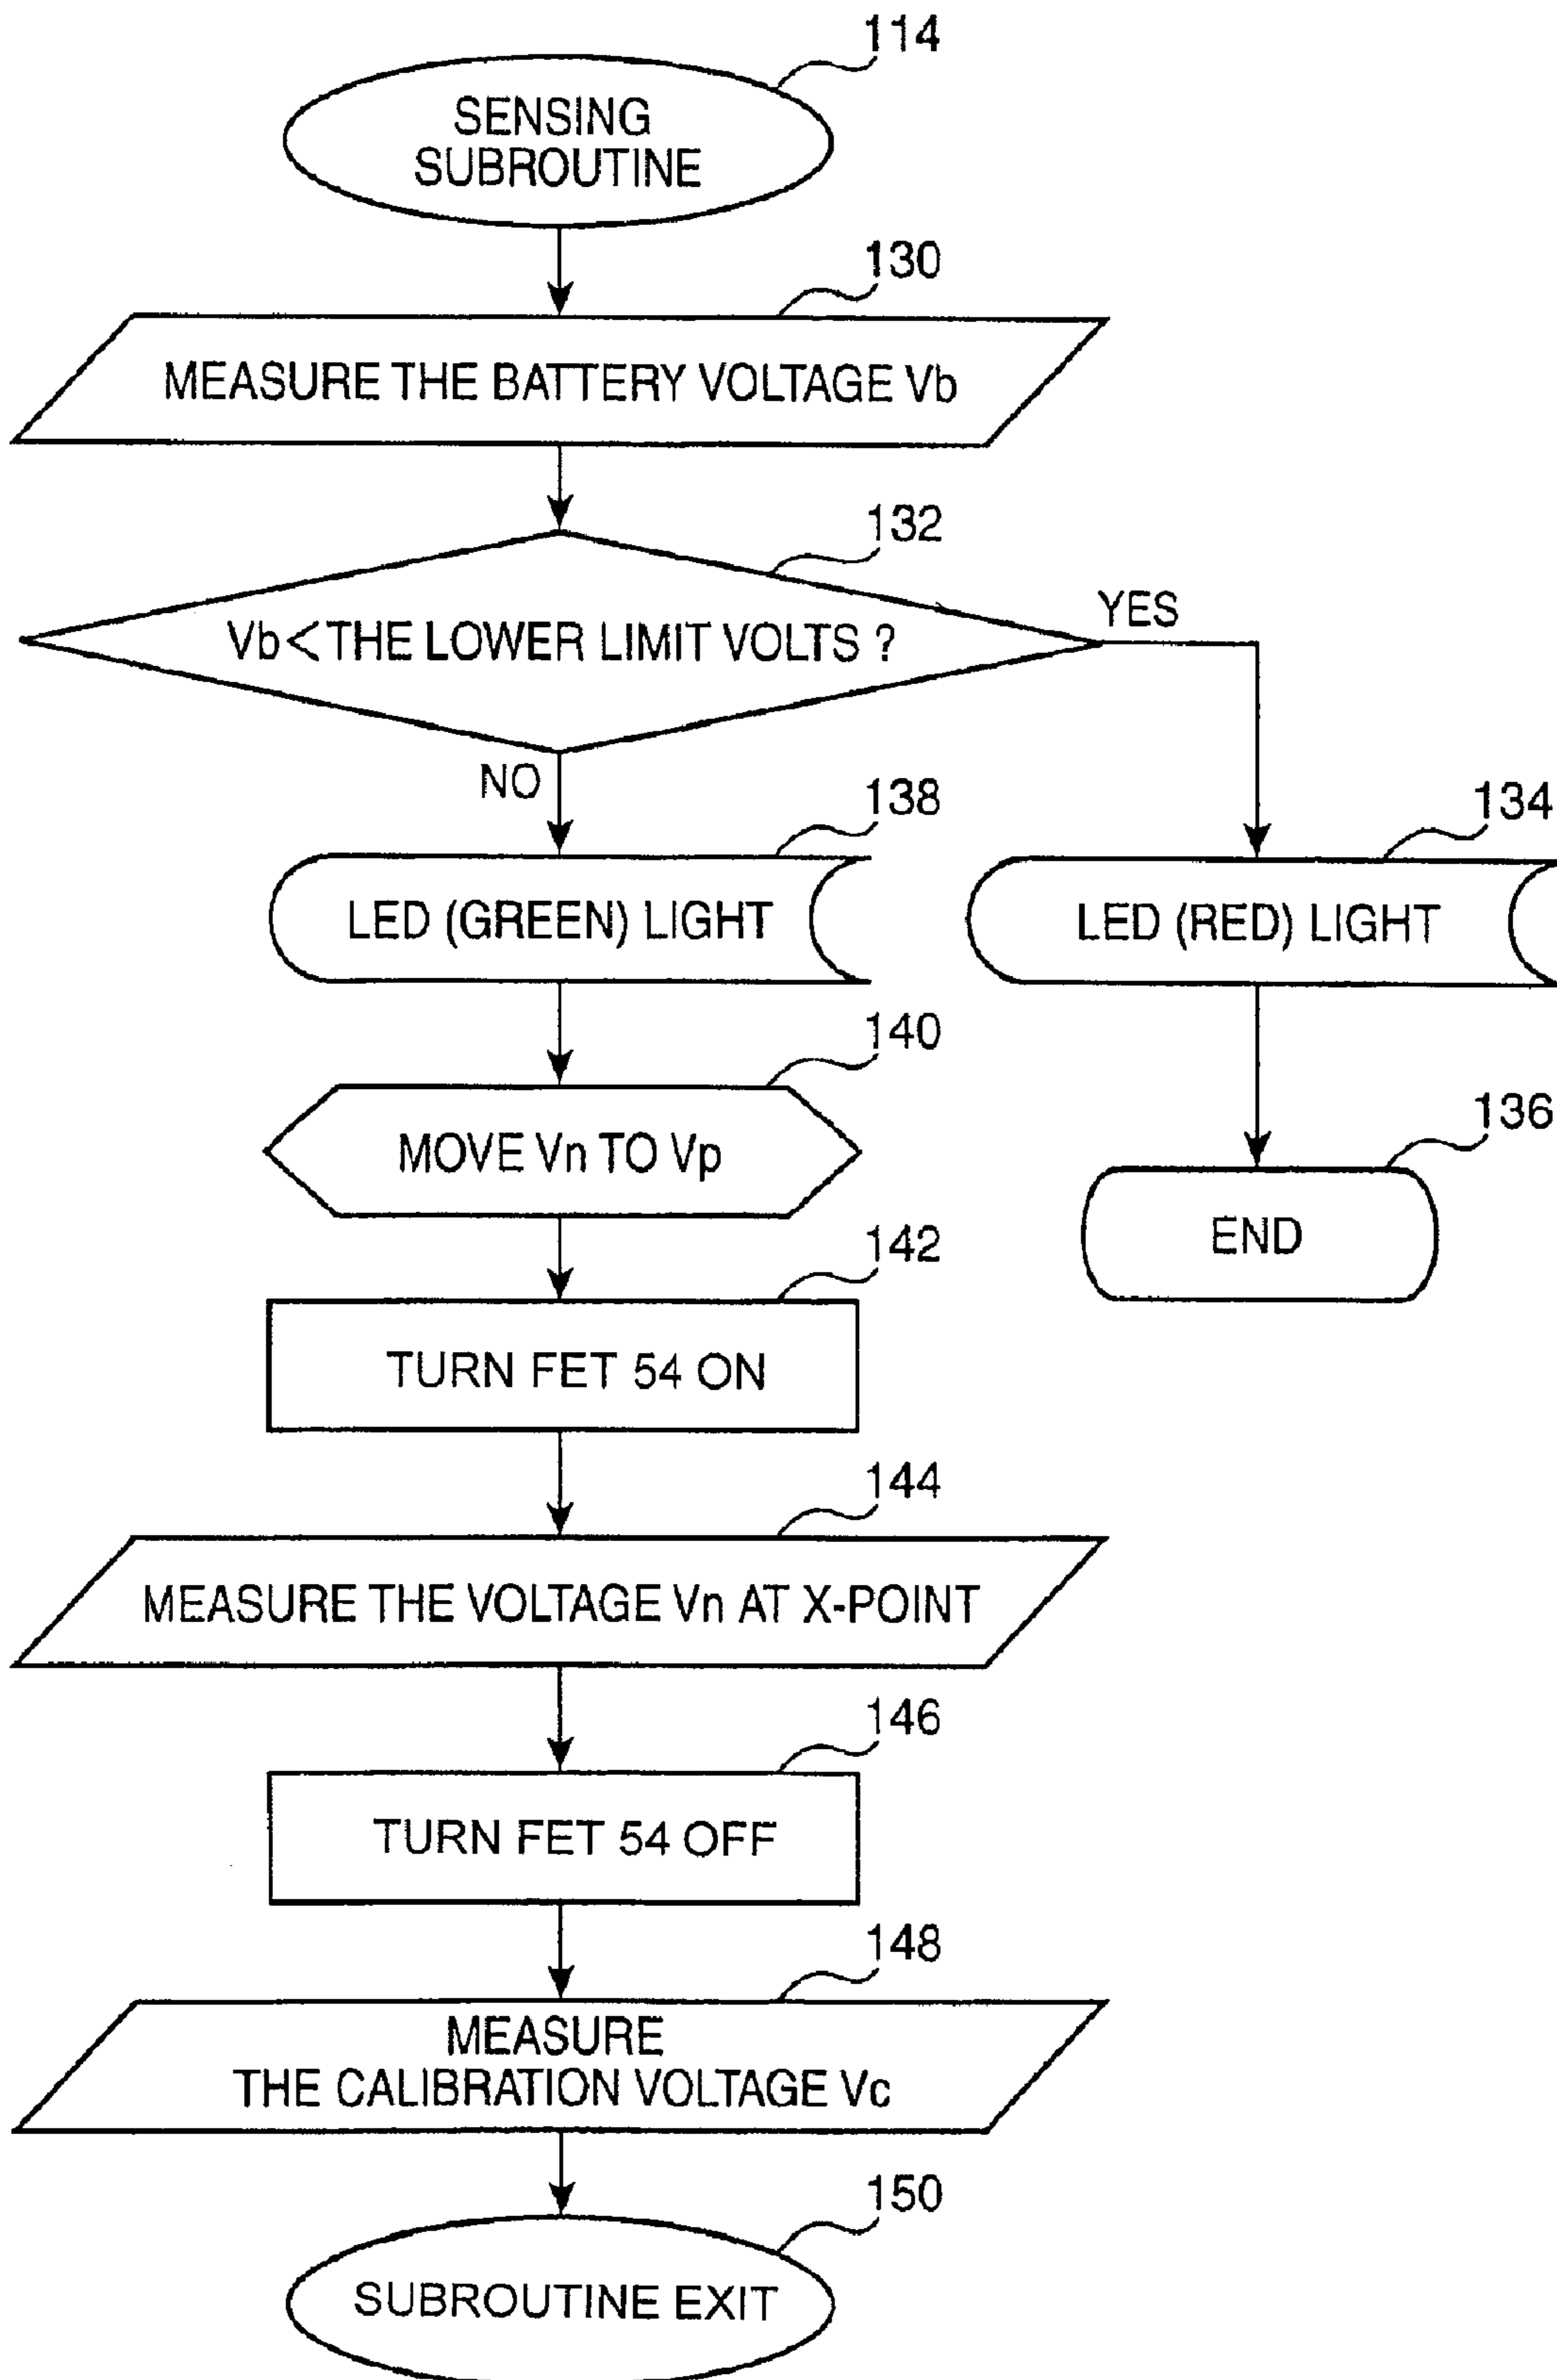 114
SENSING
SUBROUTINE
130
MEASURE THE BATTERY VOLTAGE Vb
132
Vb<THE LOWER LIMIT VOLTS ?
YES
NO
138
LED (GREEN) LIGHT
134
LED (RED) LIGHT
140
MOVE Vn TO Vp
136
END
142
TURN FET 54 ON
144
MEASURE THE VOLTAGE Vn AT X-POINT
146
TURN FET 54 OFF
148
MEASURE
THE CALIBRATION VOLTAGE Vc
150
SUBROUTINE EXIT